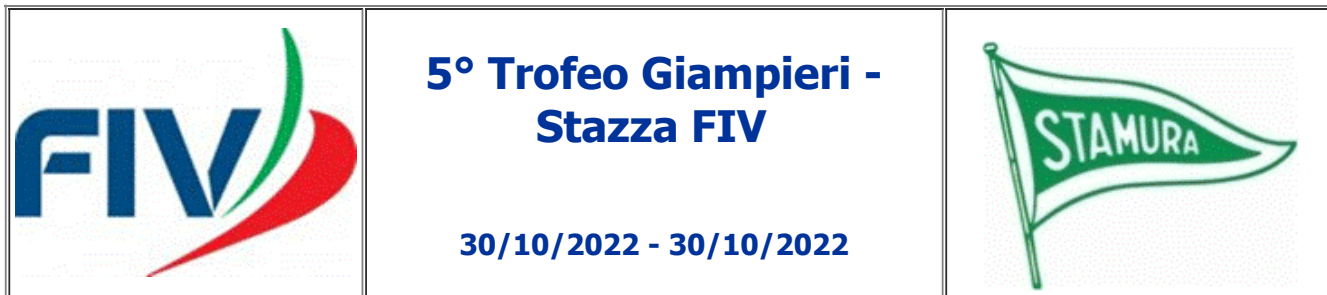 FIV
5° Trofeo Giampieri -
Stazza FIV
30/10/2022 - 30/10/2022
STAMURA